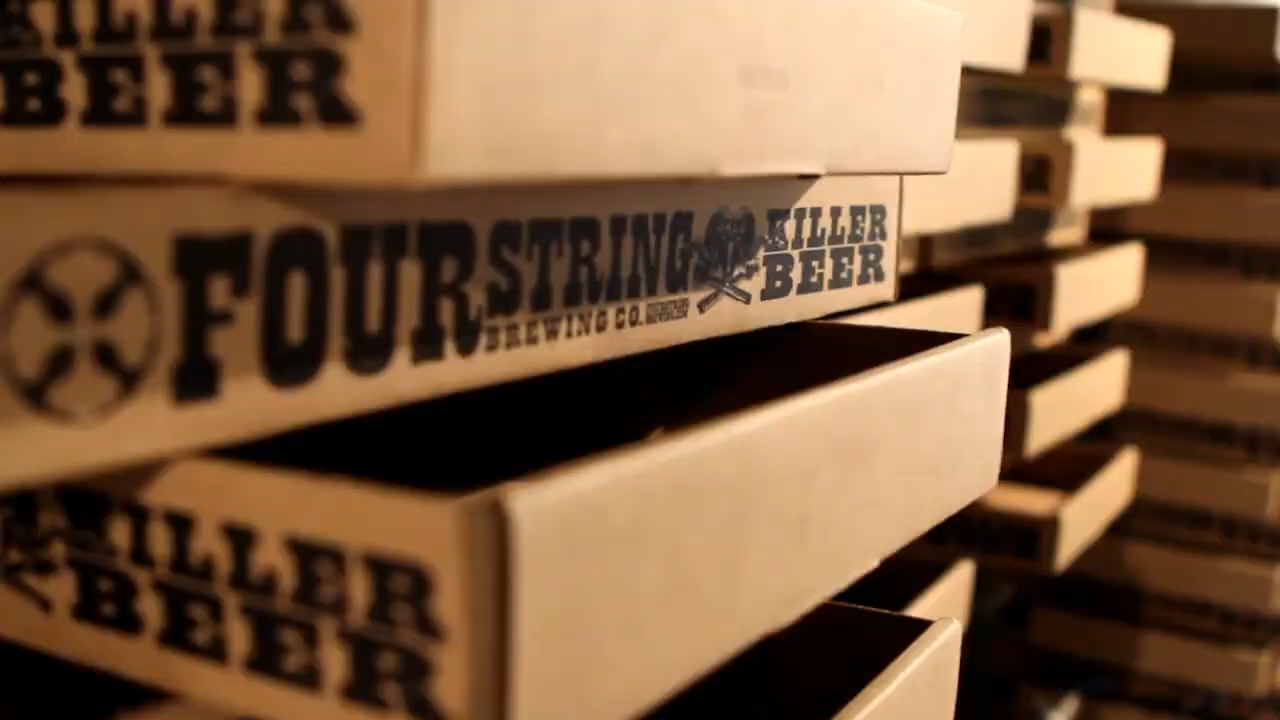 KILLER
BEER
FOUR STRING
BREWING CO.
KILLER
BEER
KILLER
BEER